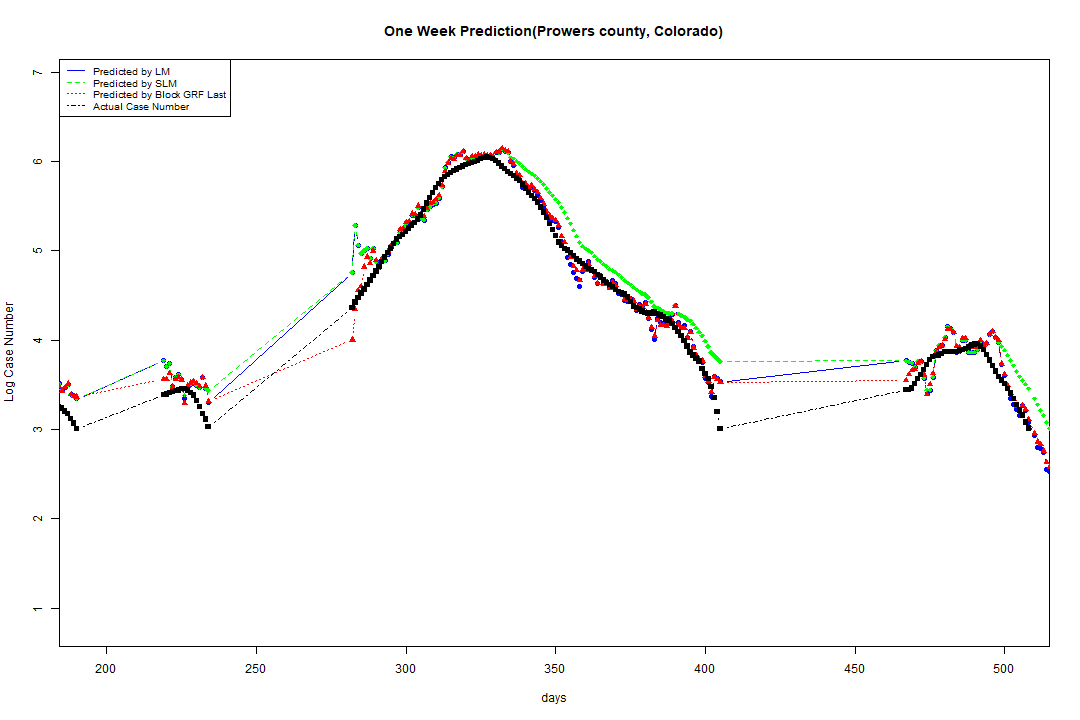 One Week Prediction(Prowers county, Colorado)
Predicted by LM
Predicted by SLM
Predicted by Block GRF Last
Actual Case Number
7
6
5
4
3
2
1
Log Case Number
200 250 300 350 400 450 500
days